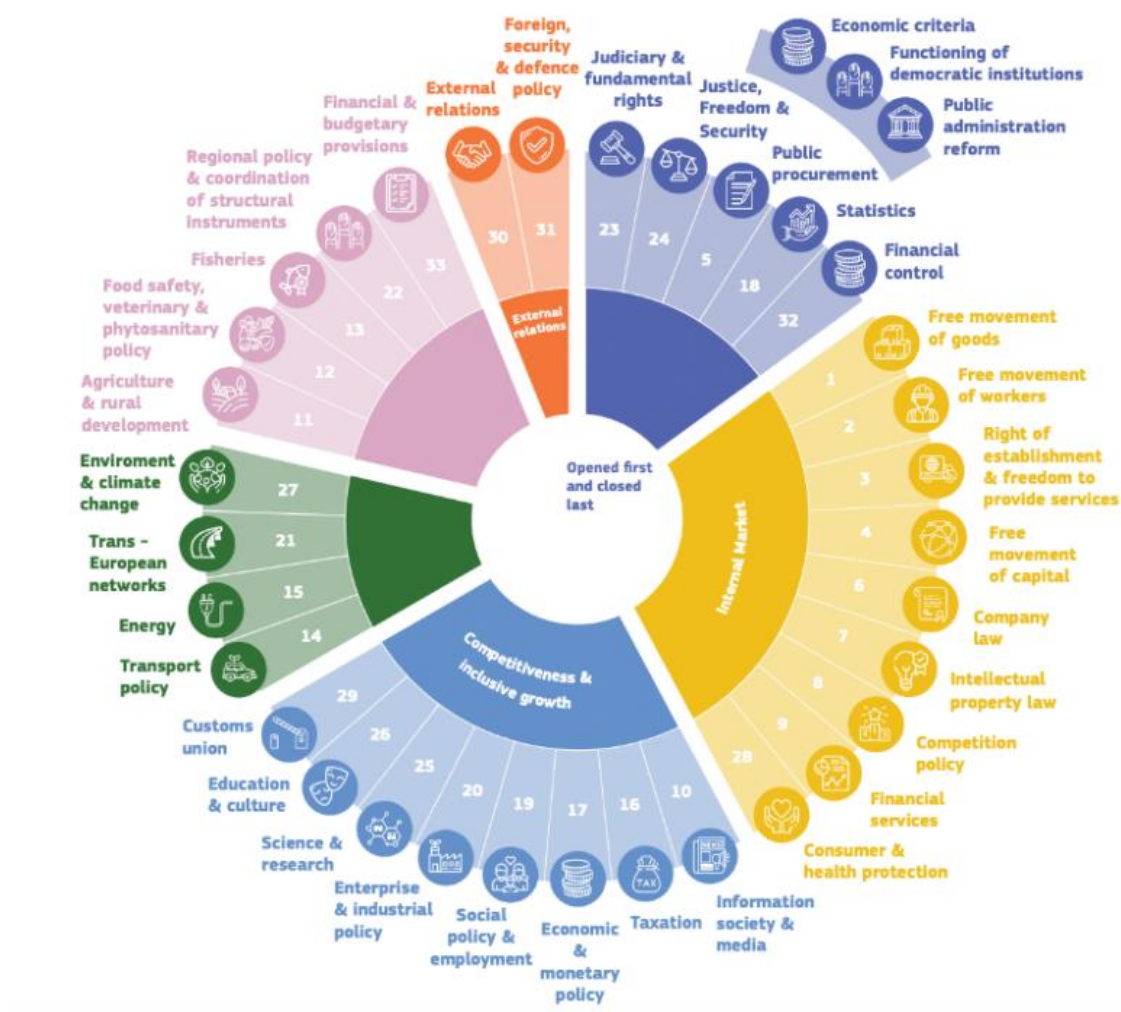 Economic criteria
Functioning of
democratic institutions
Public
administration
reform
Foreign,
security
& defence
policy
External
relations
Judiciary &
fundamental
rights
Justice,
Freedom &
Security
Public
procurement
Statistics
Financial
control
23
24
5
18
32
Opened first
and closed
last
Free movement
of goods
Free movement
of workers
Right of
establishment
& freedom to
provide services
Free
movement
of capital
Company
law
Intellectual
property law
Competition
policy
Financial
services
Consumer &
health protection
1
2
3
4
6
7
8
9
28
Internal Market
Information
society &
media
Taxation
Economic
&
monetary
policy
Social
policy &
employment
Enterprise
& industrial
policy
Science &
research
Education
& culture
Customs
union
10
16
17
19
20
25
26
29
Competitiveness &
inclusive growth
TAX
Transport
policy
Energy
Trans –
European
networks
Enviroment
& climate
change
14
15
21
27
Agriculture
& rural
development
Food safety,
veterinary &
phytosanitary
policy
Fisheries
Regional policy
& coordination
of structural
instruments
Financial &
budgetary
provisions
11
12
13
22
33
30
31
External
relations